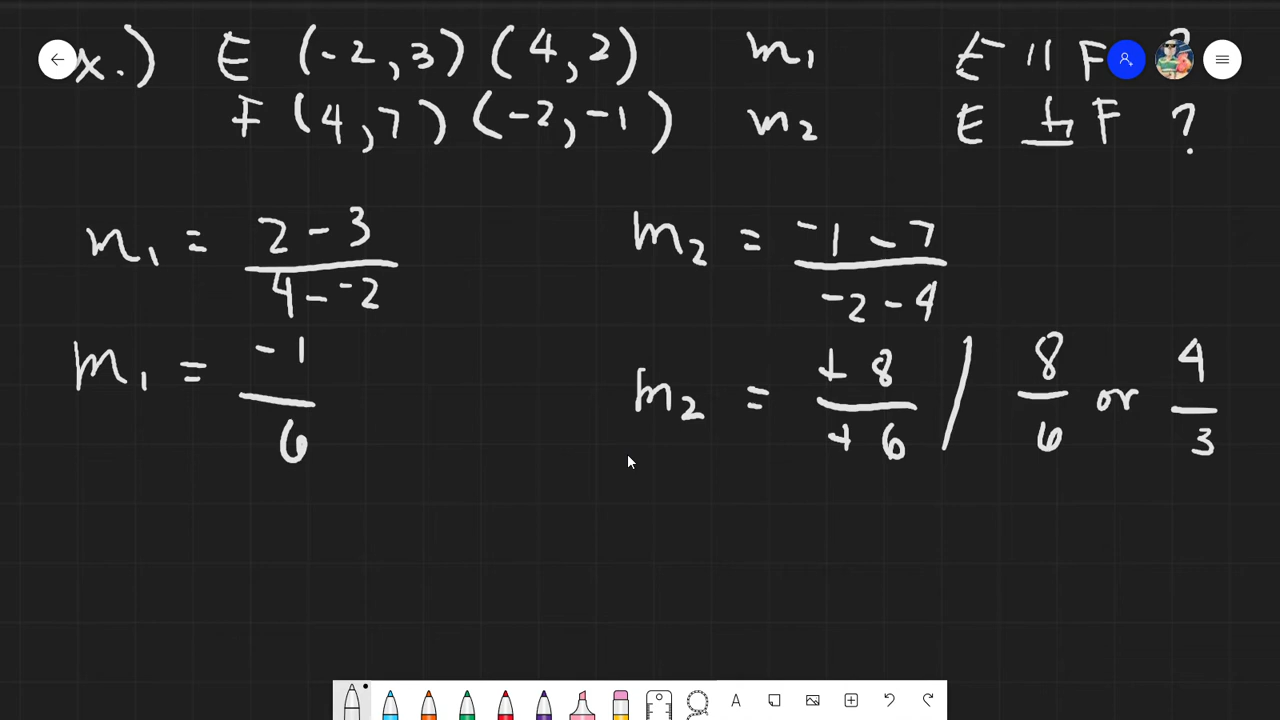 x.) E (-2,3) (4,2) m1 E || F ?
F (4,7) (-2,-1) m2 E ⊥ F ?
m1 = 2 - 3 m2 = -1 - 7
4 - -2 -2 - 4
m1 = -1 m2 = +8 / 8 or 4
6 +6 6 3
A